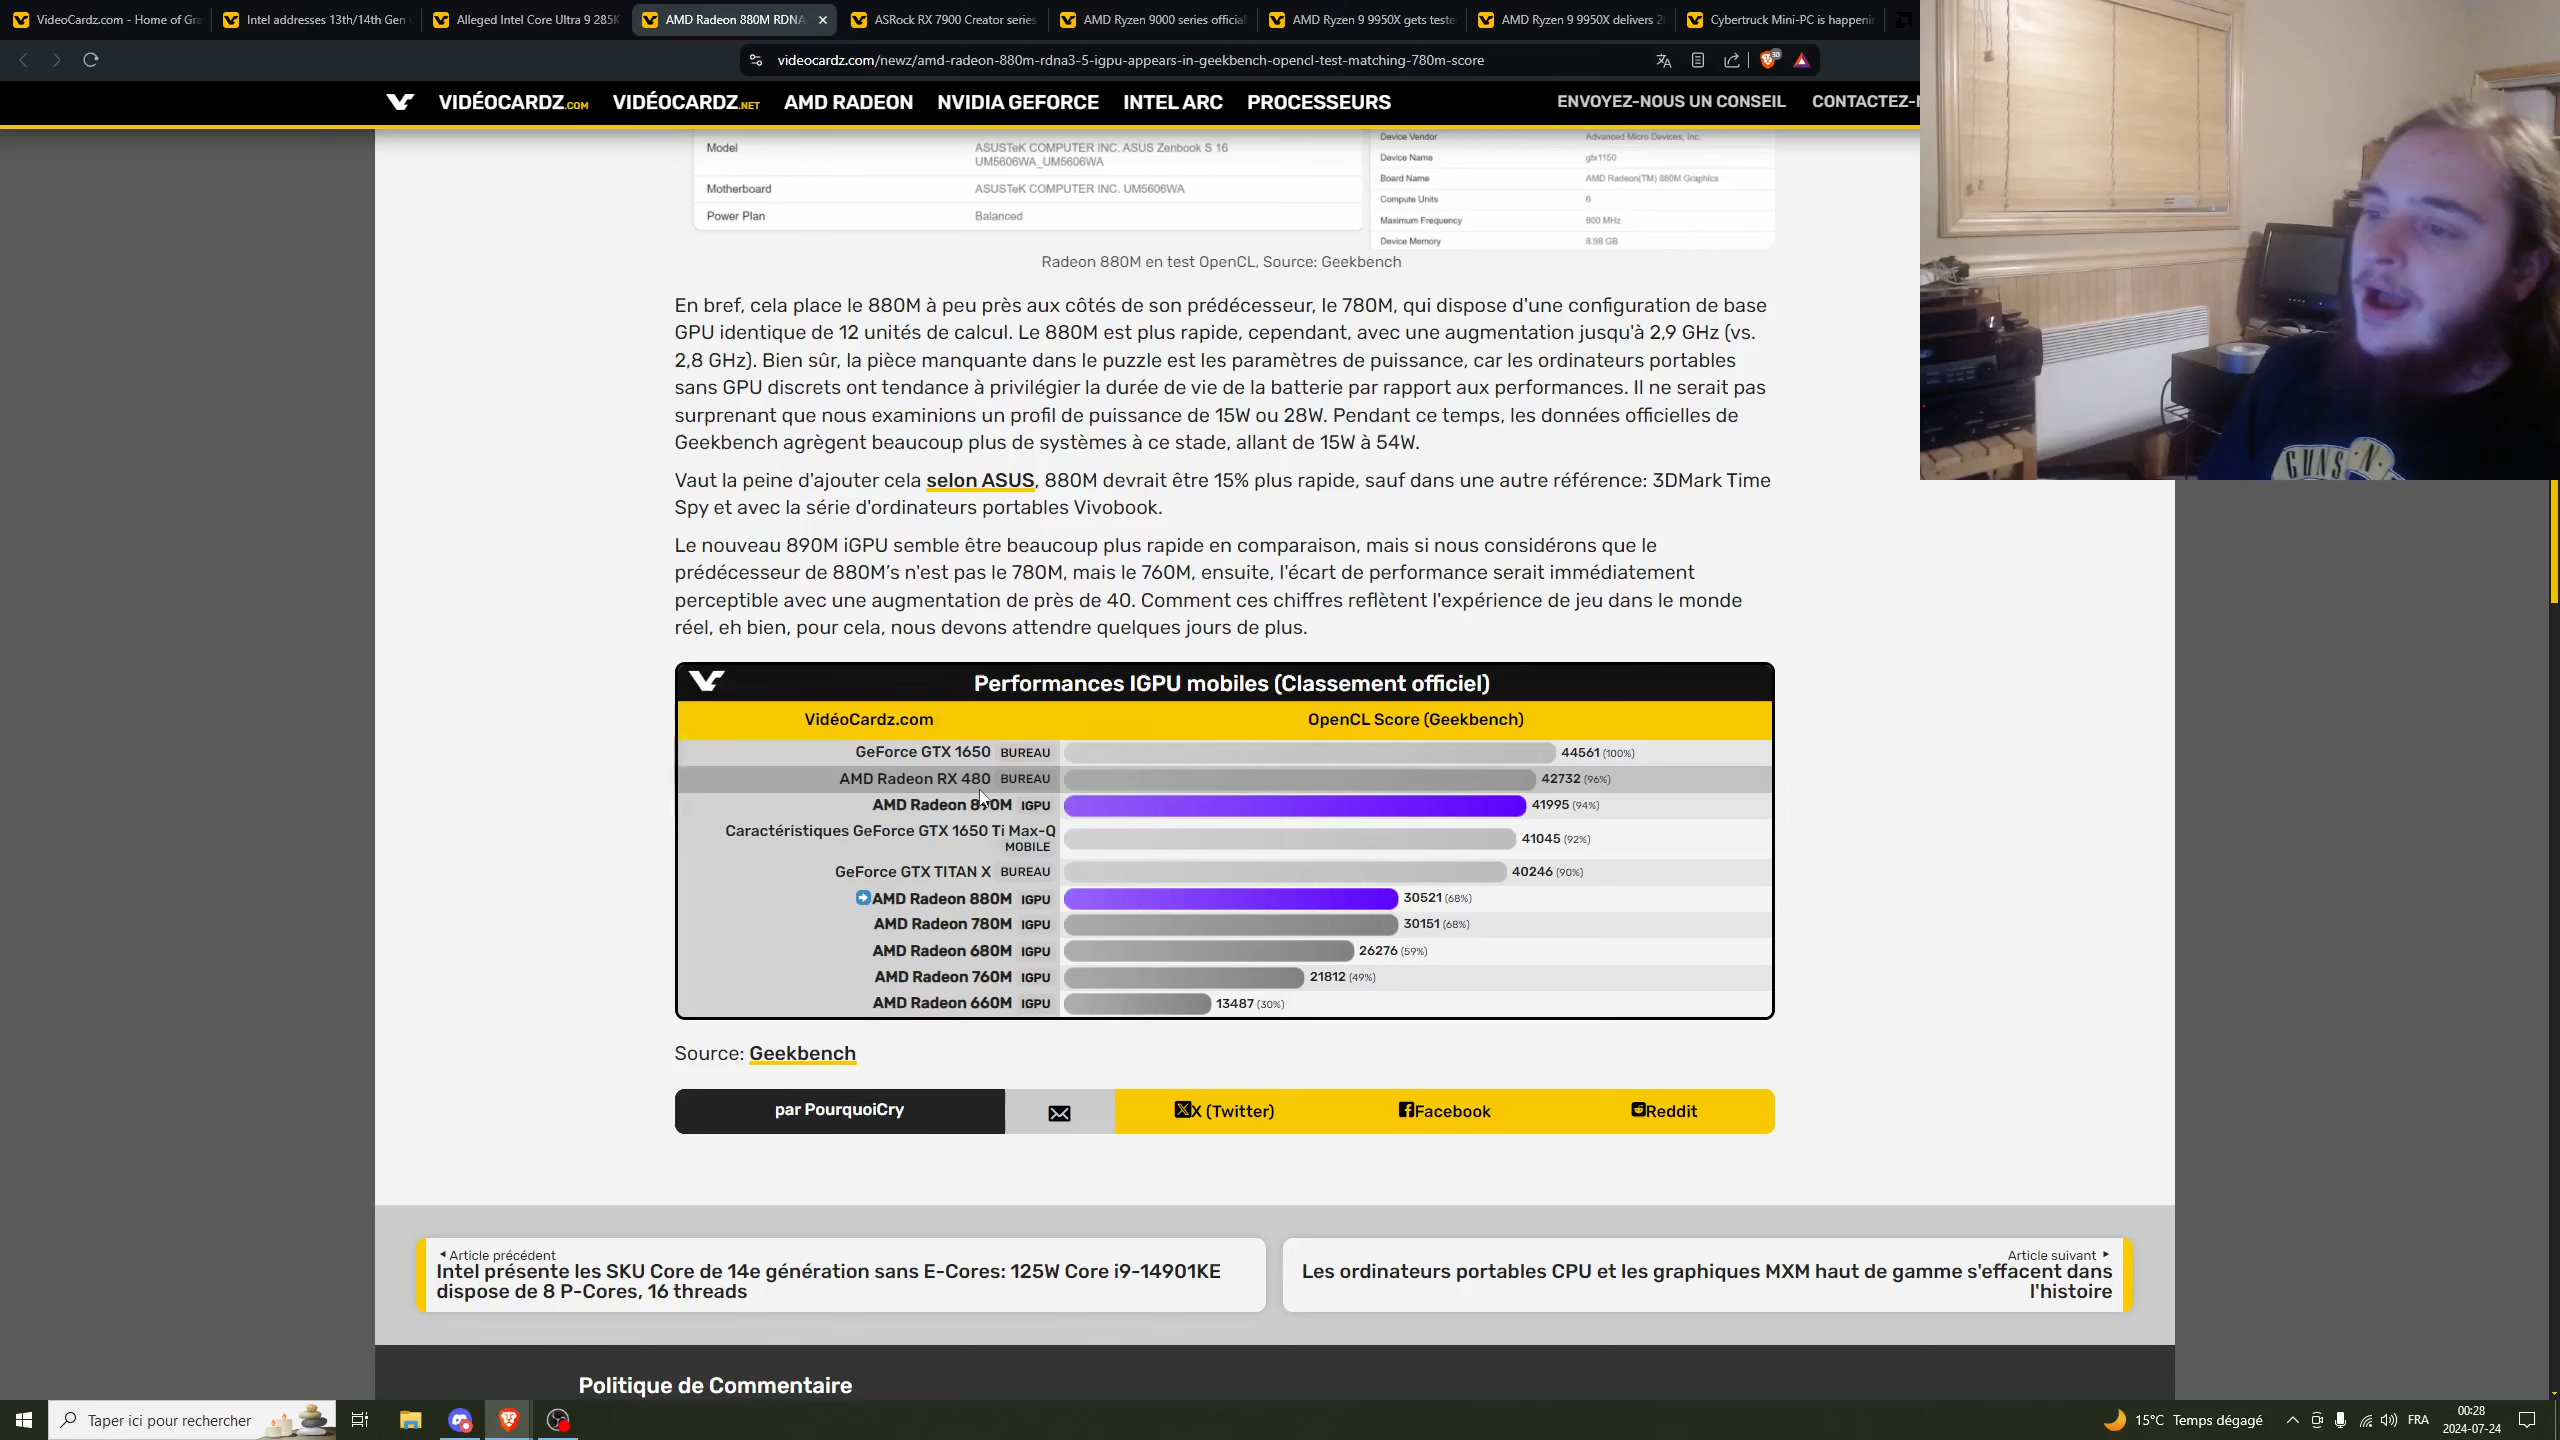 VideoCardz.com - Home of Gra
Intel addresses 13th/14th Gen
Alleged Intel Core Ultra 9 285K
AMD Radeon 880M RDNA
ASRock RX 7900 Creator series
AMD Ryzen 9000 series official
AMD Ryzen 9 9950X gets teste
AMD Ryzen 9 9950X delivers 2
Cybertruck Mini-PC is happenin
videocardz.com/newz/amd-radeon-880m-rdna3-5-igpu-appears-in-geekbench-opencl-test-matching-780m-score
VIDÉOCARDZ.COM VIDÉOCARDZ.NET AMD RADEON NVIDIA GEFORCE INTEL ARC PROCESSEURS ENVOYEZ-NOUS UN CONSEIL CONTACTEZ-N
Model ASUSTeK COMPUTER INC. ASUS Zenbook S 16
UM5606WA_UM5606WA
Motherboard ASUSTeK COMPUTER INC. UM5606WA
Power Plan Balanced
Device Vendor Advanced Micro Devices, Inc.
Device Name gfx1150
Board Name AMD Radeon(TM) 880M Graphics
Compute Units 6
Maximum Frequency 800 MHz
Device Memory 8.98 GB
Radeon 880M en test OpenCL, Source: Geekbench
En bref, cela place le 880M à peu près aux côtés de son prédécesseur, le 780M, qui dispose d'une configuration de base
GPU identique de 12 unités de calcul. Le 880M est plus rapide, cependant, avec une augmentation jusqu'à 2,9 GHz (vs.
2,8 GHz). Bien sûr, la pièce manquante dans le puzzle est les paramètres de puissance, car les ordinateurs portables
sans GPU discrets ont tendance à privilégier la durée de vie de la batterie par rapport aux performances. Il ne serait pas
surprenant que nous examinions un profil de puissance de 15W ou 28W. Pendant ce temps, les données officielles de
Geekbench agrègent beaucoup plus de systèmes à ce stade, allant de 15W à 54W.
Vaut la peine d'ajouter cela selon ASUS, 880M devrait être 15% plus rapide, sauf dans une autre référence: 3DMark Time
Spy et avec la série d'ordinateurs portables Vivobook.
Le nouveau 890M iGPU semble être beaucoup plus rapide en comparaison, mais si nous considérons que le
prédécesseur de 880M's n'est pas le 780M, mais le 760M, ensuite, l'écart de performance serait immédiatement
perceptible avec une augmentation de près de 40. Comment ces chiffres reflètent l'expérience de jeu dans le monde
réel, eh bien, pour cela, nous devons attendre quelques jours de plus.
Performances IGPU mobiles (Classement officiel)
VidéoCardz.com OpenCL Score (Geekbench)
GeForce GTX 1650 BUREAU 44561 (100%)
AMD Radeon RX 480 BUREAU 42732 (96%)
AMD Radeon 890M IGPU 41995 (94%)
Caractéristiques GeForce GTX 1650 Ti Max-Q
MOBILE 41045 (92%)
GeForce GTX TITAN X BUREAU 40246 (90%)
AMD Radeon 880M IGPU 30521 (68%)
AMD Radeon 780M IGPU 30151 (68%)
AMD Radeon 680M IGPU 26276 (59%)
AMD Radeon 760M IGPU 21812 (49%)
AMD Radeon 660M IGPU 13487 (30%)
Source: Geekbench
par PourquoiCry X (Twitter) Facebook Reddit
Article précédent
Intel présente les SKU Core de 14e génération sans E-Cores: 125W Core i9-14901KE
dispose de 8 P-Cores, 16 threads
Article suivant
Les ordinateurs portables CPU et les graphiques MXM haut de gamme s'effacent dans
l'histoire
Politique de Commentaire
GUNS N
Taper ici pour rechercher
15°C Temps dégagé
FRA
00:28
2024-07-24